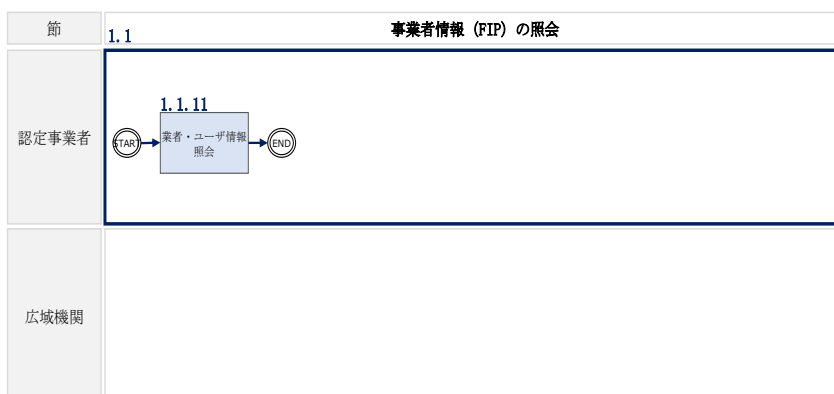 節
1.1
事業者情報（FIP）の照会
認定事業者
1.1.11
START
業者・ユーザ情報
照会
END
広域機関